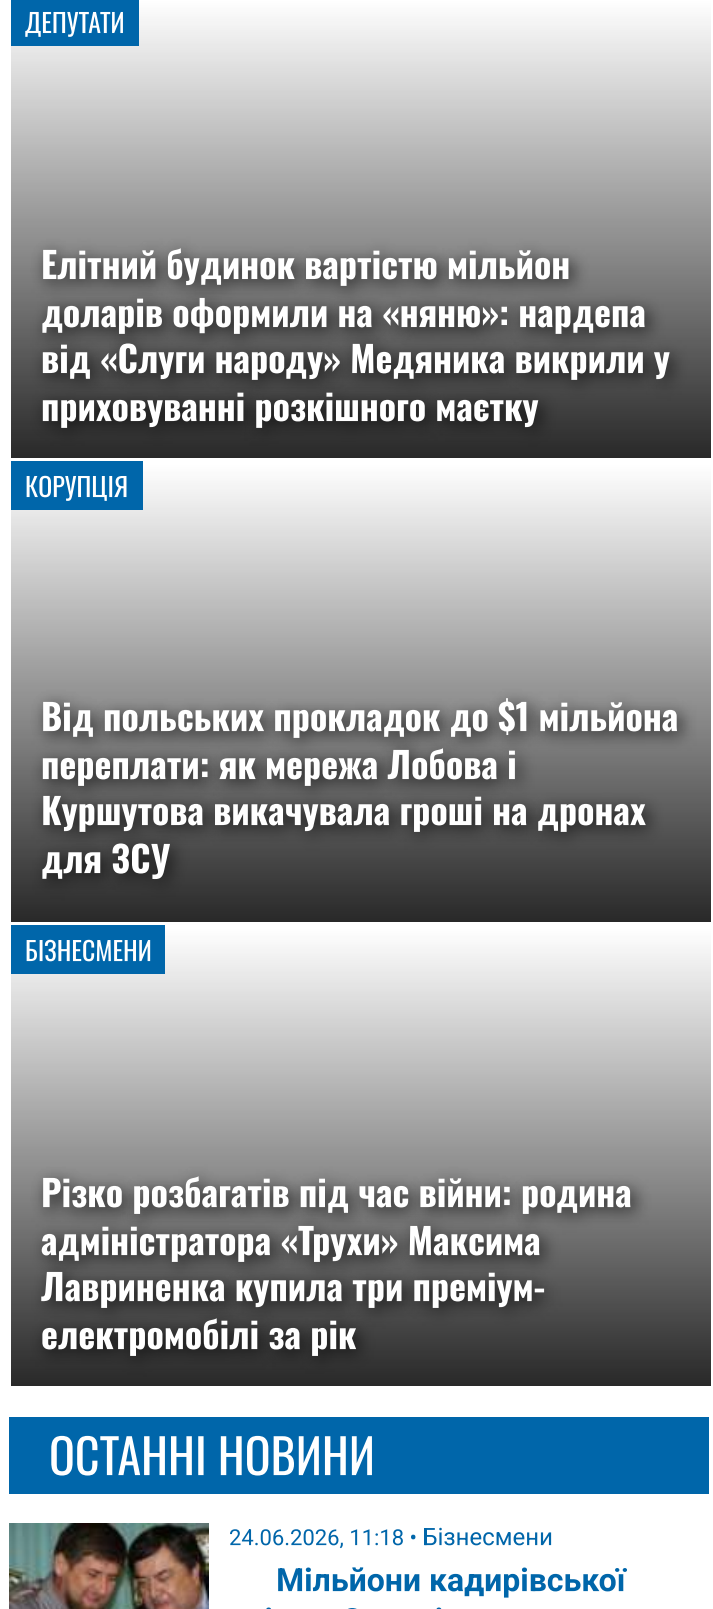 ДЕПУТАТИ
Елітний будинок вартістю мільйон
доларів оформили на «няню»: нардепа
від «Слуги народу» Медяника викрили у
приховуванні розкішного маєтку
КОРУПЦІЯ
Від польських прокладок до $1 мільйона
переплати: як мережа Лобова і
Куршутова викачувала гроші на дронах
для ЗСУ
БІЗНЕСМЕНИ
Різко розбагатів під час війни: родина
адміністратора «Трухи» Максима
Лавриненка купила три преміум-
електромобілі за рік
ОСТАННІ НОВИНИ
24.06.2026, 11:18 • Бізнесмени
Мільйони кадирівської